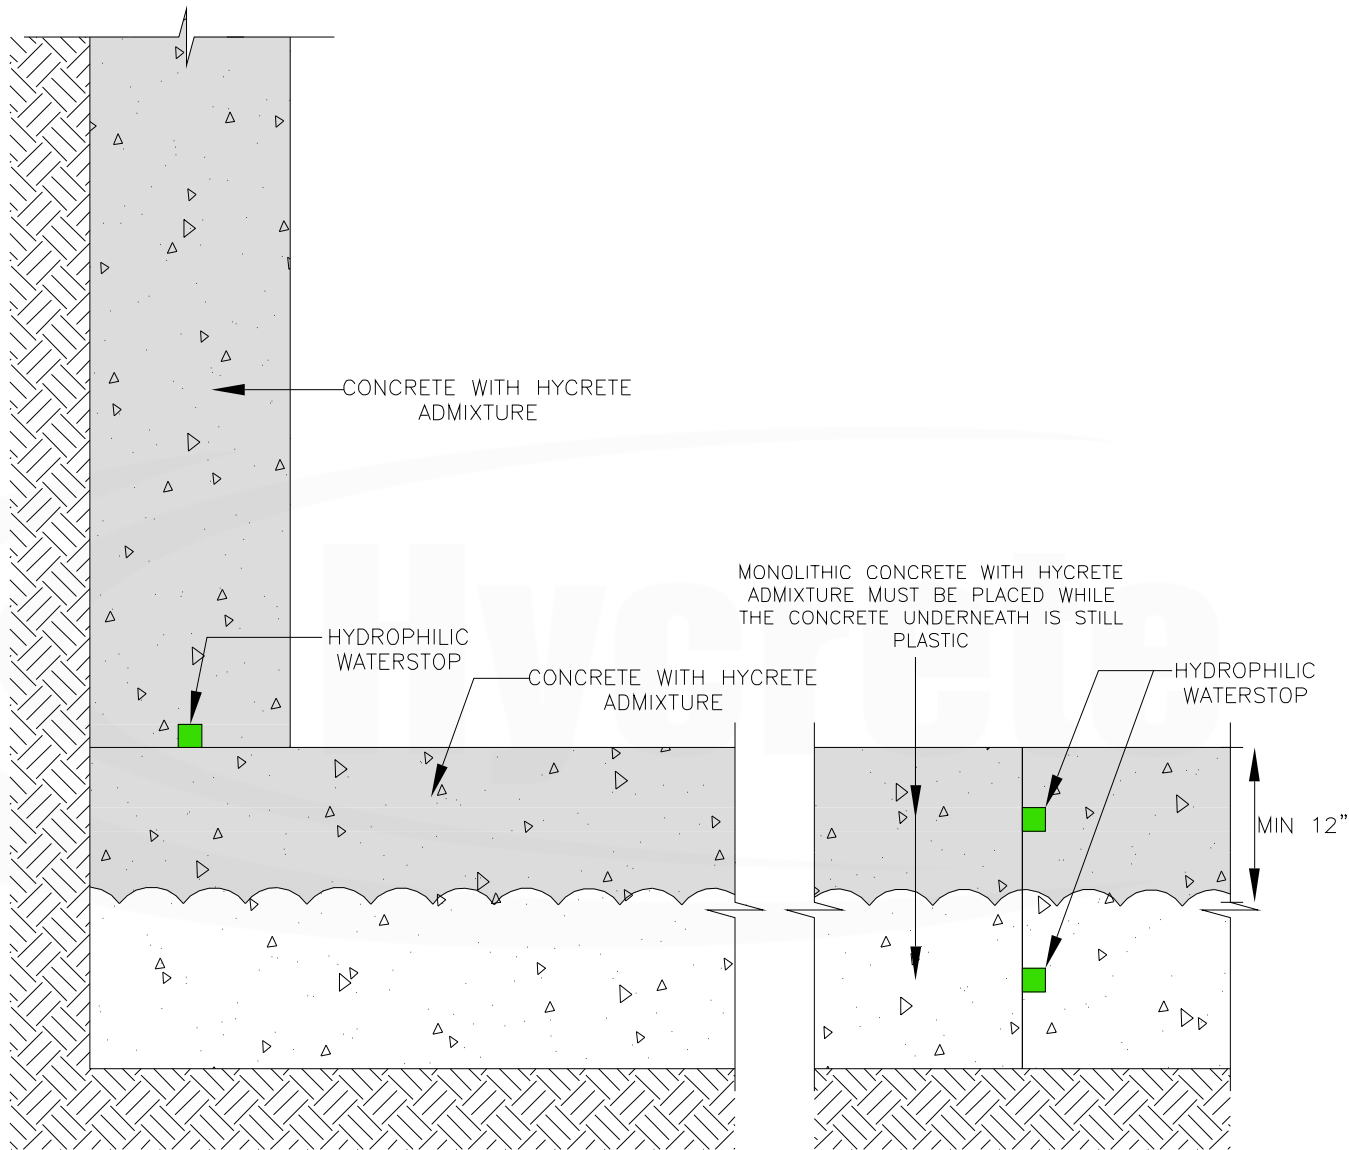 CONCRETE WITH HYCRETE
ADMIXTURE
MONOLITHIC CONCRETE WITH HYCRETE
ADMIXTURE MUST BE PLACED WHILE
THE CONCRETE UNDERNEATH IS STILL
PLASTIC
HYDROPHILIC
WATERSTOP
CONCRETE WITH HYCRETE
ADMIXTURE
HYDROPHILIC
WATERSTOP
MIN 12”
Hycrete